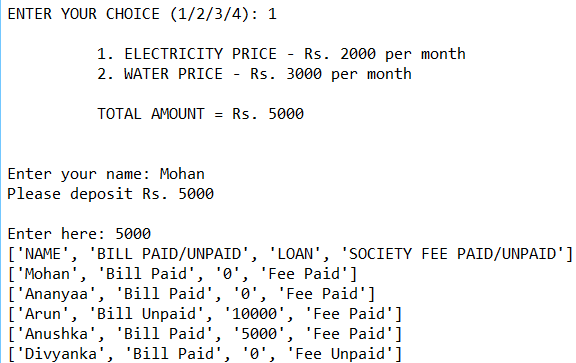 ENTER YOUR CHOICE (1/2/3/4): 1
1. ELECTRICITY PRICE - Rs. 2000 per month
2. WATER PRICE - Rs. 3000 per month
TOTAL AMOUNT = Rs. 5000
Enter your name: Mohan
Please deposit Rs. 5000
Enter here: 5000
['NAME', 'BILL PAID/UNPAID', 'LOAN', 'SOCIETY FEE PAID/UNPAID']
['Mohan', 'Bill Paid', '0', 'Fee Paid']
['Ananyaa', 'Bill Paid', '0', 'Fee Paid']
['Arun', 'Bill Unpaid', '10000', 'Fee Paid']
['Anushka', 'Bill Paid', '5000', 'Fee Paid']
['Divyanka', 'Bill Paid', '0', 'Fee Unpaid']